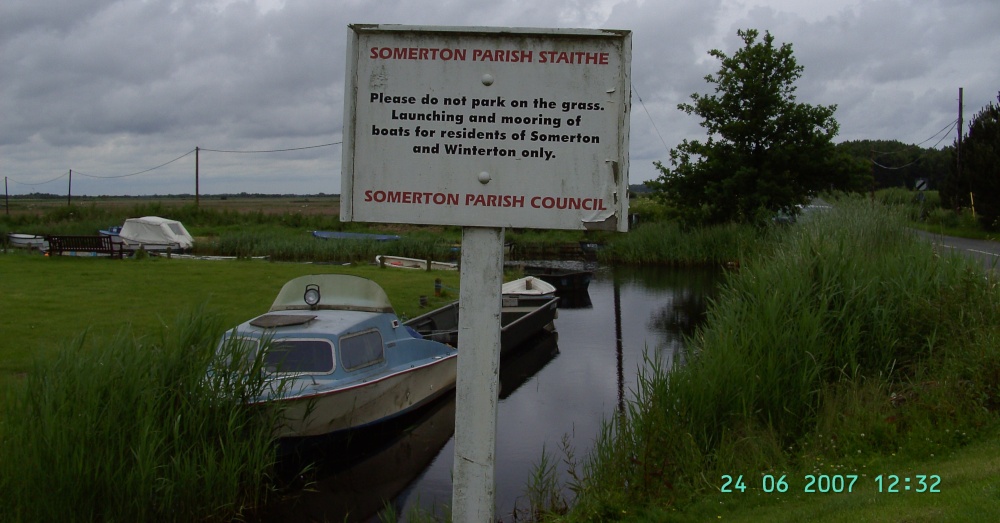 SOMERTON PARISH STAITHE
Please do not park on the grass.
Launching and mooring of
boats for residents of Somerton
and Winterton only.
SOMERTON PARISH COUNCIL
24 06 2007 12:32